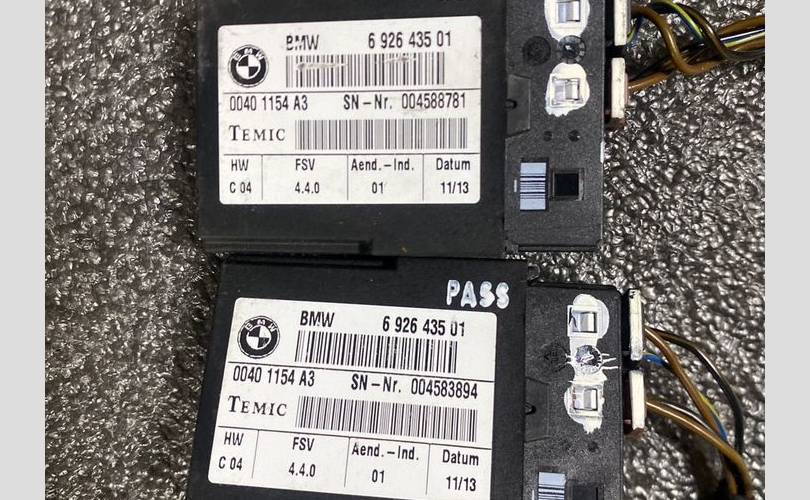 BMW 6 926 435 01
0040 1154 A3 SN-Nr. 004588781
TEMIC
HW FSV Aend.-Ind. Datum
C 04 4.4.0 01 11/13
PASS
BMW 6 926 435 01
0040 1154 A3 SN-Nr. 004583894
TEMIC
HW FSV Aend.-Ind. Datum
C 04 4.4.0 01 11/13